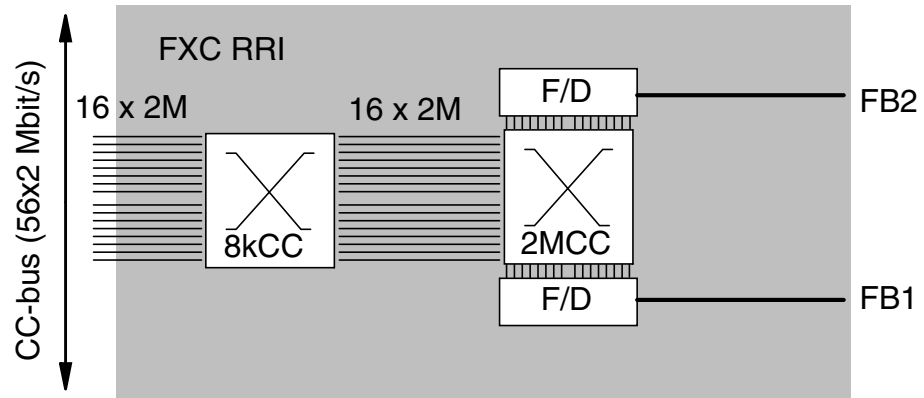 FXC RRI
CC-bus (56x2 Mbit/s)
16 x 2M
16 x 2M
F/D
FB2
8kCC
2MCC
F/D
FB1